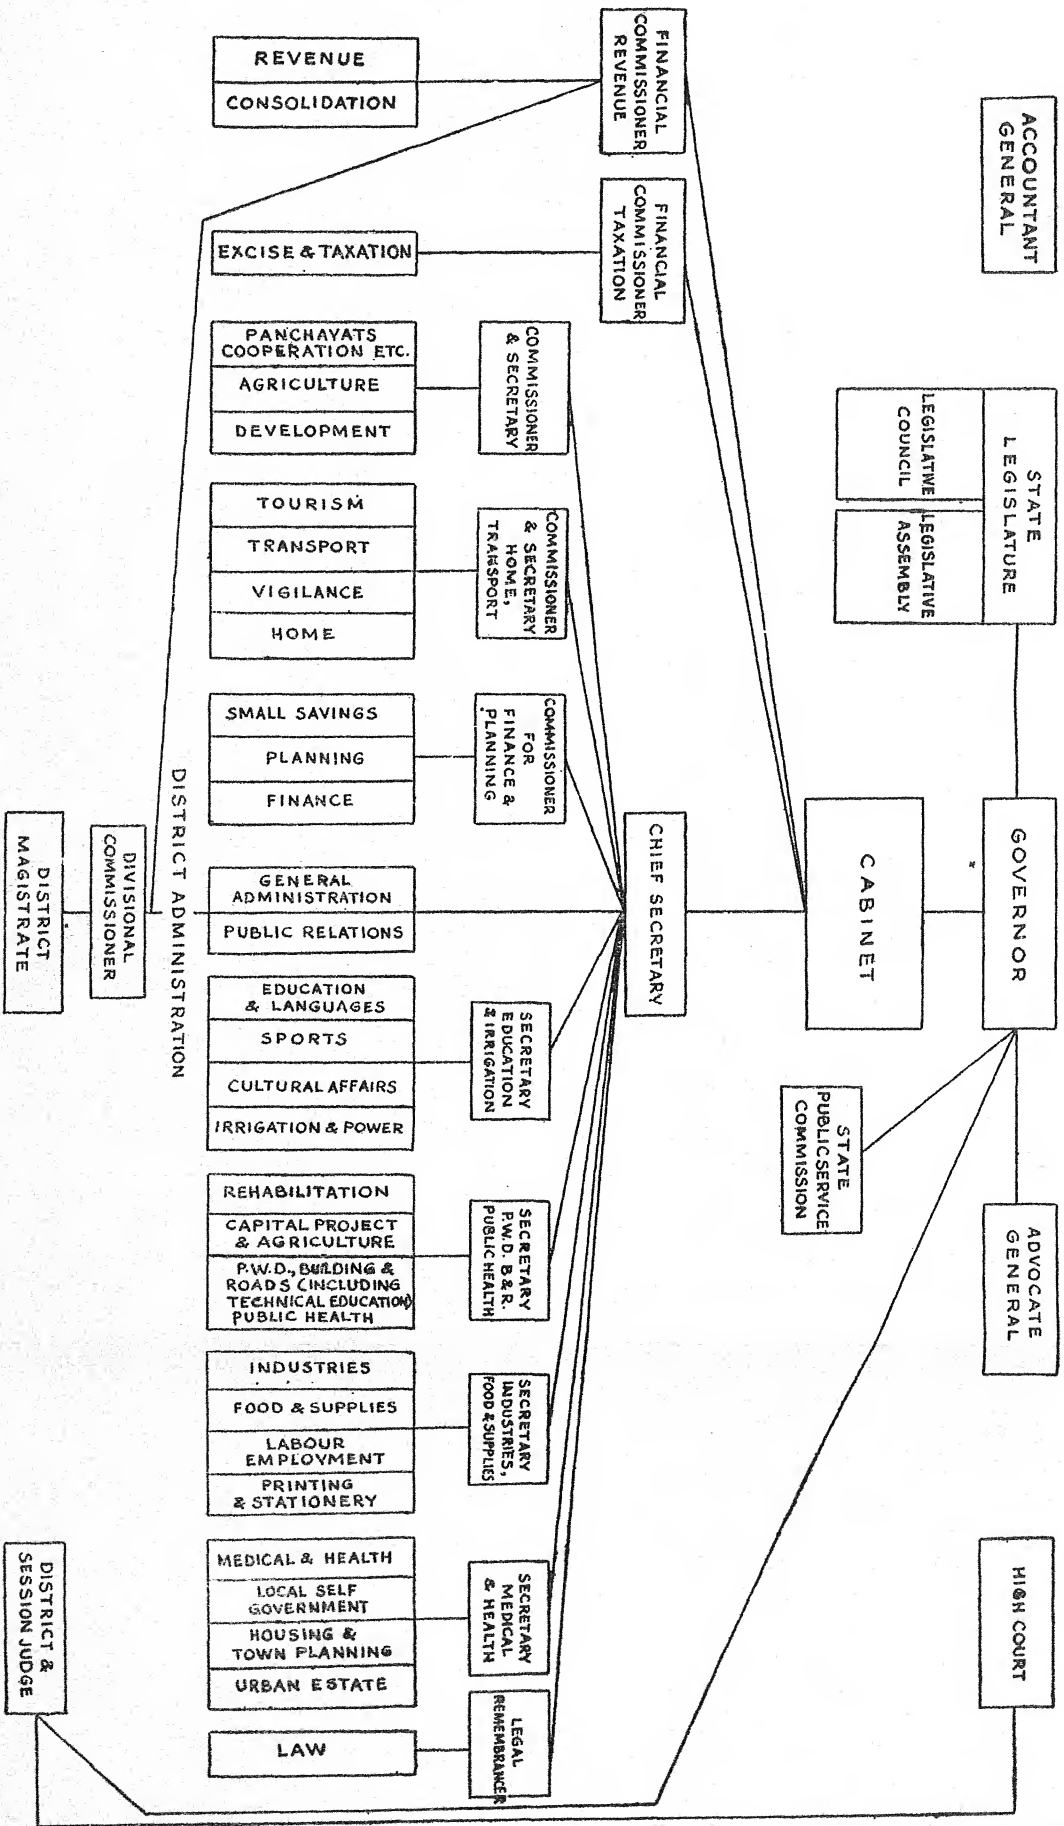 ACCOUNTANT
GENERAL
STATE
LEGISLATURE
LEGISLATIVE
COUNCIL
LEGISLATIVE
ASSEMBLY
GOVERNOR
ADVOCATE
GENERAL
HIGH COURT
CABINET
STATE
PUBLIC SERVICE
COMMISSION
FINANCIAL
COMMISSIONER
REVENUE
FINANCIAL
COMMISSIONER
TAXATION
CHIEF SECRETARY
COMMISSIONER
& SECRETARY
COMMISSIONER
& SECRETARY
HOME,
TRANSPORT
COMMISSIONER
FOR
FINANCE &
PLANNING
SECRETARY
EDUCATION
& IRRIGATION
SECRETARY
P.W.D. B&R.
PUBLIC HEALTH
SECRETARY
INDUSTRIES,
FOOD & SUPPLIES
SECRETARY
MEDICAL
& HEALTH
LEGAL
REMEMBRANCER
REVENUE
CONSOLIDATION
EXCISE & TAXATION
PANCHAYATS
COOPERATION ETC.
AGRICULTURE
DEVELOPMENT
TOURISM
TRANSPORT
VIGILANCE
HOME
SMALL SAVINGS
PLANNING
FINANCE
GENERAL
ADMINISTRATION
PUBLIC RELATIONS
EDUCATION
& LANGUAGES
SPORTS
CULTURAL AFFAIRS
IRRIGATION & POWER
REHABILITATION
CAPITAL PROJECT
& AGRICULTURE
P.W.D., BUILDING &
ROADS (INCLUDING
TECHNICAL EDUCATION)
PUBLIC HEALTH
INDUSTRIES
FOOD & SUPPLIES
LABOUR
EMPLOYMENT
PRINTING
& STATIONERY
MEDICAL & HEALTH
LOCAL SELF
GOVERNMENT
HOUSING &
TOWN PLANNING
URBAN ESTATE
LAW
DISTRICT ADMINISTRATION
DIVISIONAL
COMMISSIONER
DISTRICT
MAGISTRATE
DISTRICT &
SESSION JUDGE